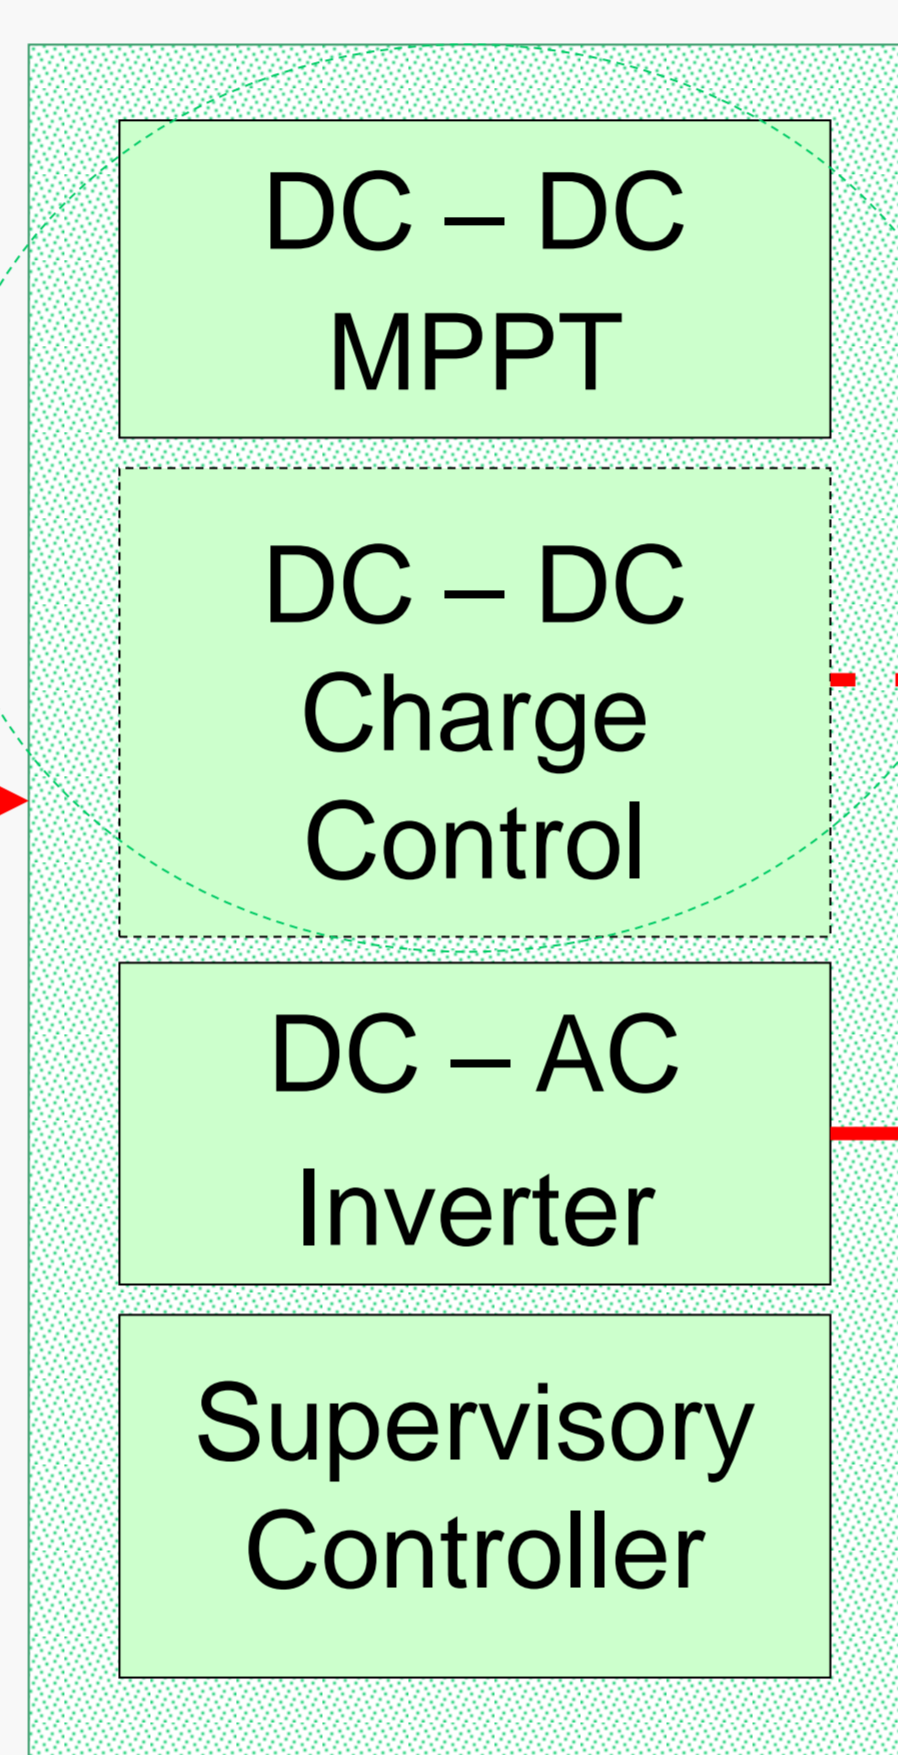 DC – DC
MPPT
DC – DC
Charge
Control
DC – AC
Inverter
Supervisory
Controller